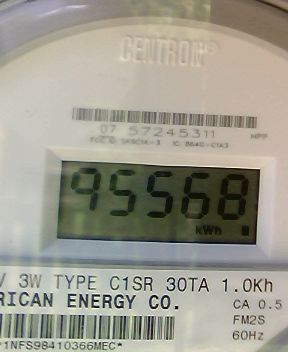 CENTRON®
07 57245311
95568
kWh
V 3W TYPE C1SR 30TA 1.0Kh
RICAN ENERGY CO.
CA 0.5
FM2S
60Hz
1NFS98410366MEC*